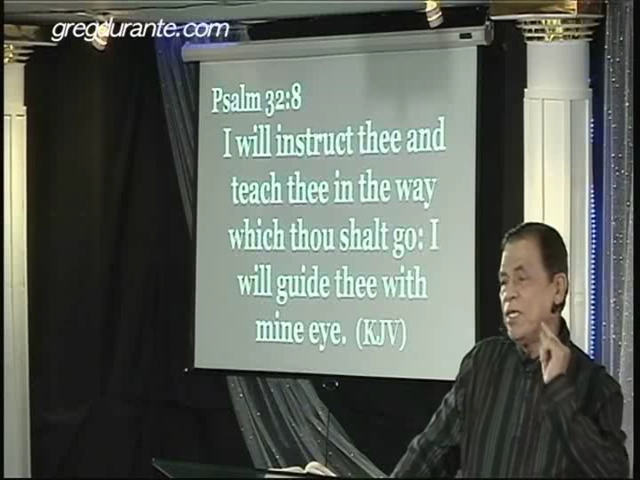 gregdurante.com
Psalm 32:8
I will instruct thee and
teach thee in the way
which thou shalt go: I
will guide thee with
mine eye. (KJV)